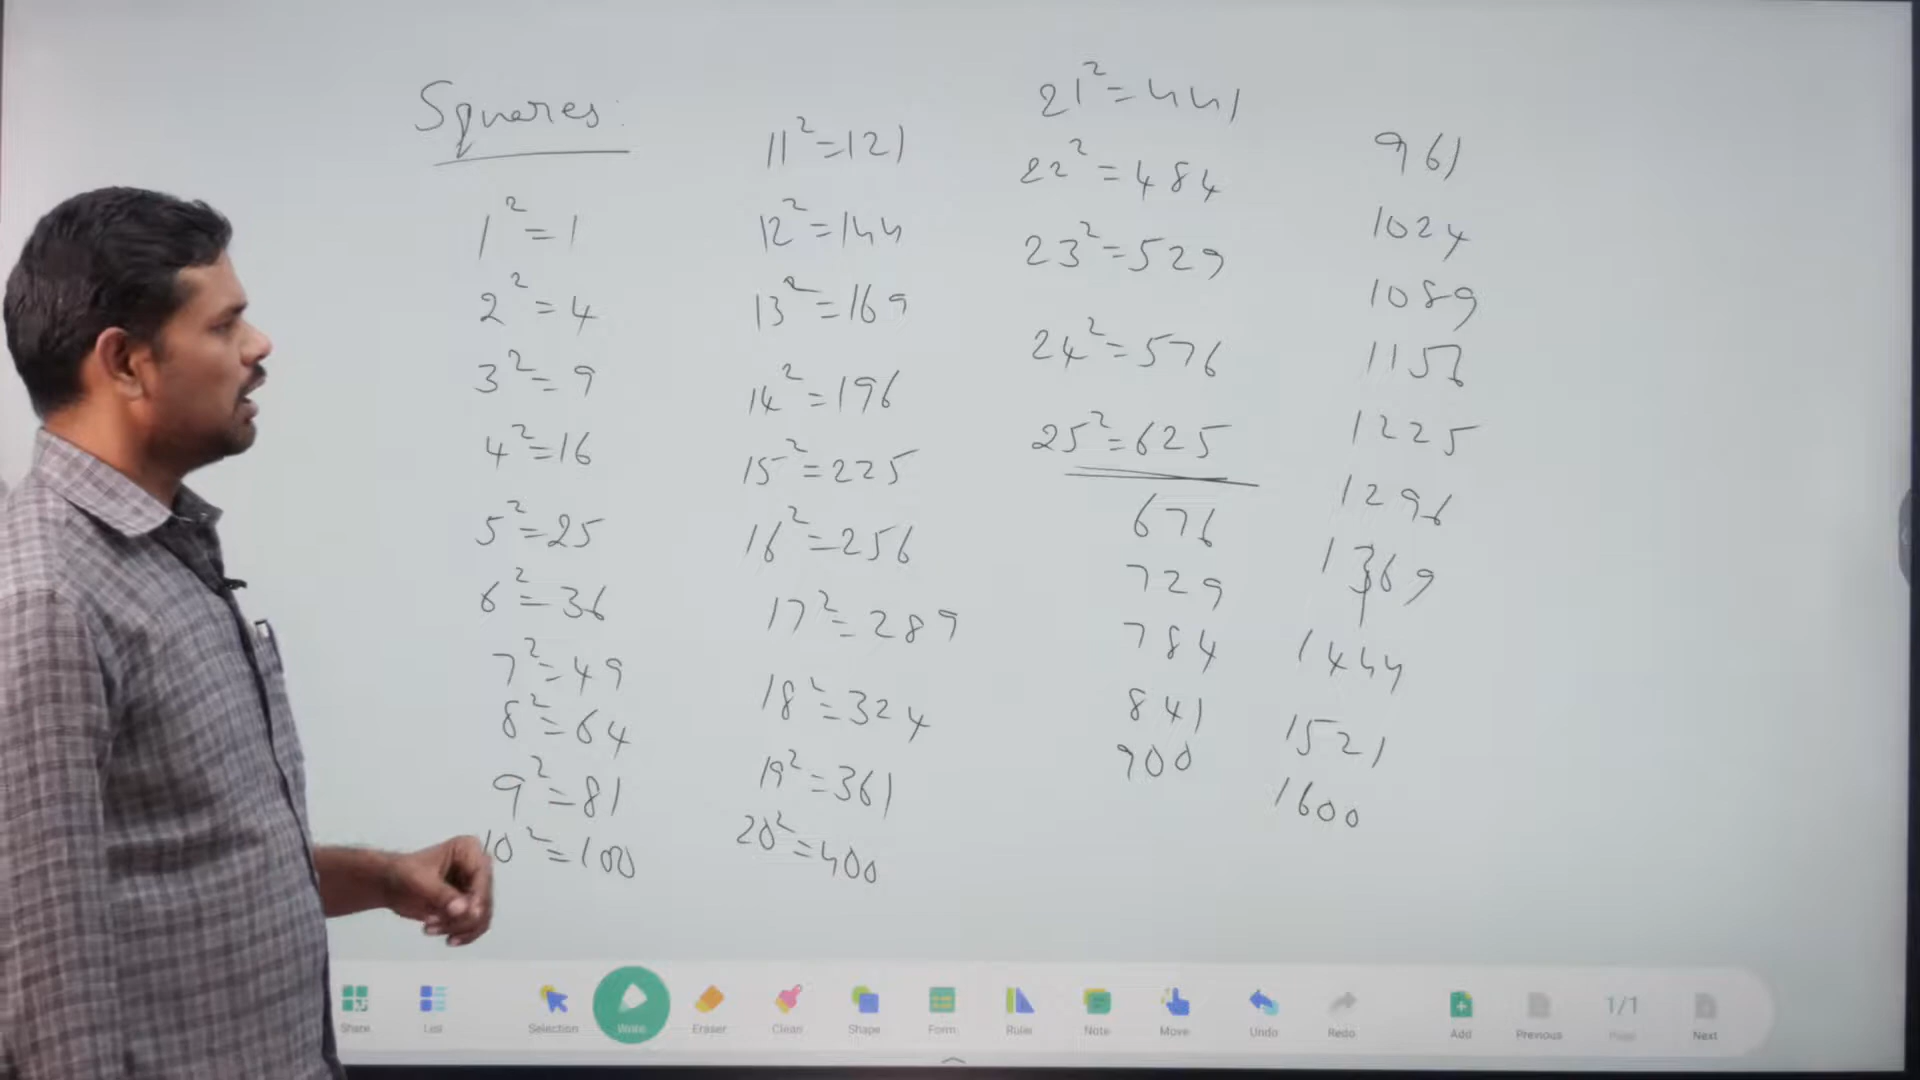 Squares:
1² = 1
2² = 4
3² = 9
4² = 16
5² = 25
6² = 36
7² = 49
8² = 64
9² = 81
10² = 100
11² = 121
12² = 144
13² = 169
14² = 196
15² = 225
16² = 256
17² = 289
18² = 324
19² = 361
20² = 400
21² = 441
22² = 484
23² = 529
24² = 576
25² = 625
676
729
784
841
900
961
1024
1089
1156
1225
1296
1369
1444
1521
1600
Share List Selection Write Eraser Clean Shape Form Ruler Note Move Undo Redo Add Previous 1/1 Page Next